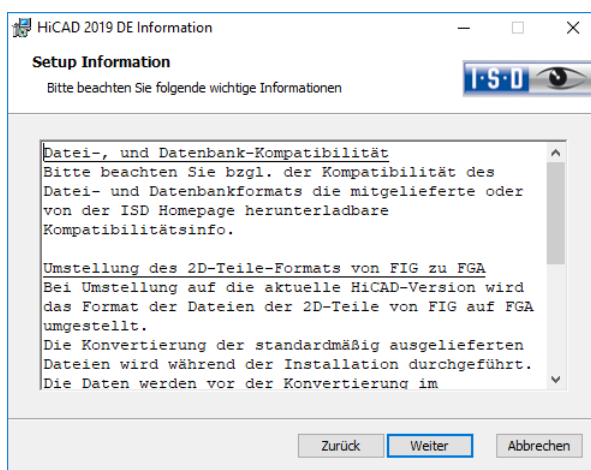 HiCAD 2019 DE Information
Setup Information
Bitte beachten Sie folgende wichtige Informationen
I·S·D
Datei-, und Datenbank-Kompatibilität
Bitte beachten Sie bzgl. der Kompatibilität des
Datei- und Datenbankformats die mitgelieferte oder
von der ISD Homepage herunterladbare
Kompatibilitätsinfo.
Umstellung des 2D-Teile-Formats von FIG zu FGA
Bei Umstellung auf die aktuelle HiCAD-Version wird
das Format der Dateien der 2D-Teile von FIG auf FGA
umgestellt.
Die Konvertierung der standardmäßig ausgelieferten
Dateien wird während der Installation durchgeführt.
Die Daten werden vor der Konvertierung im
Zurück Weiter Abbrechen